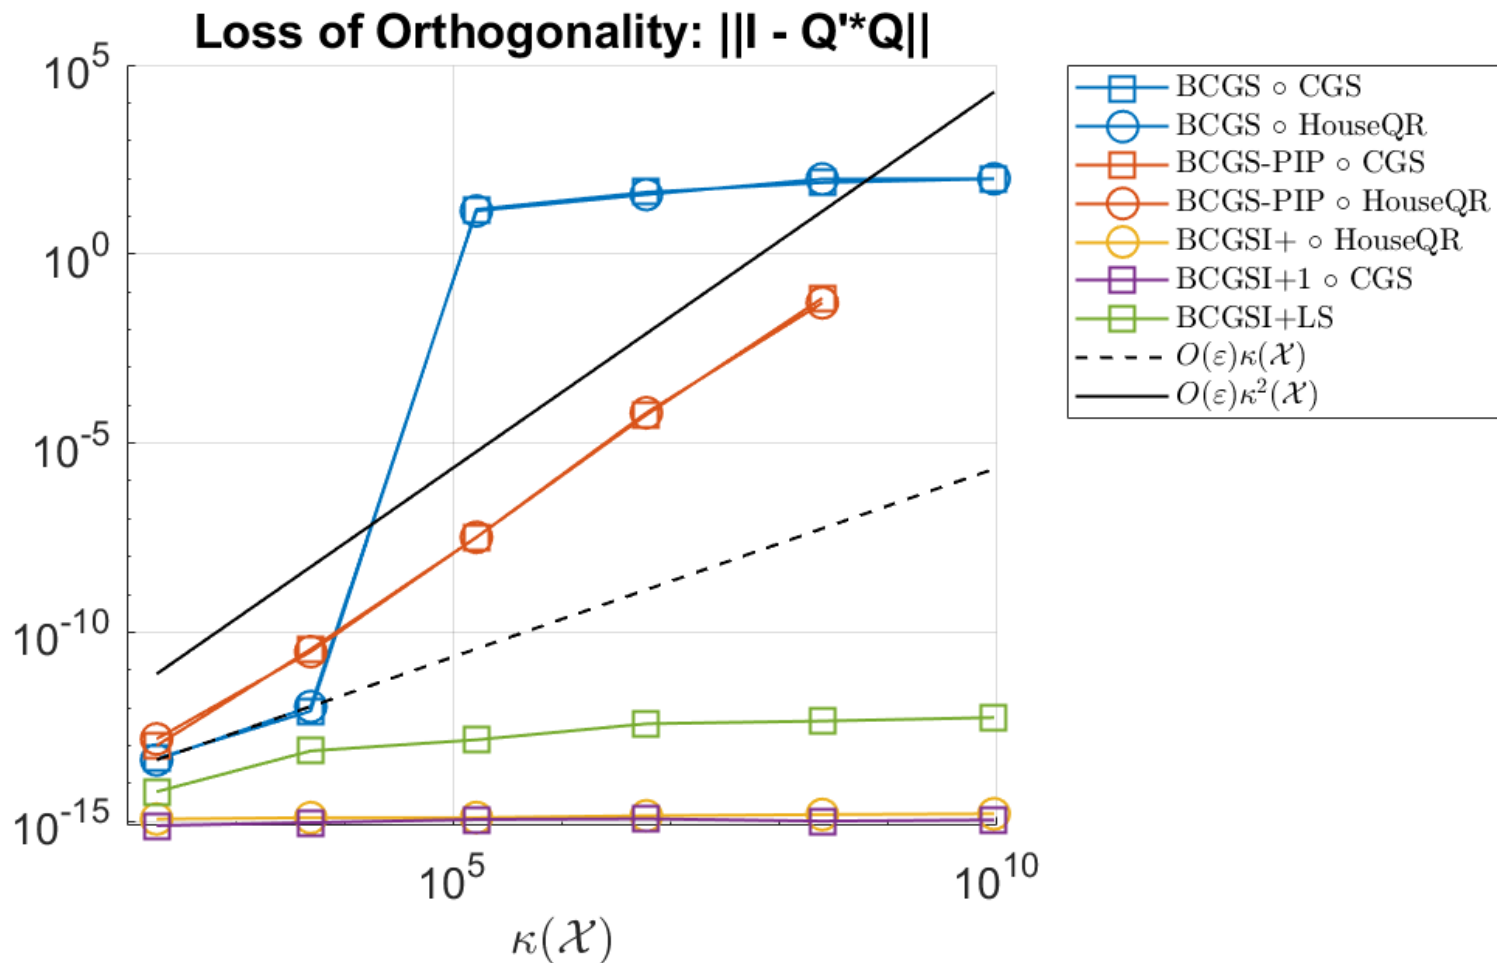 Loss of Orthogonality: ||I - Q'*Q||
10^5
10^0
10^-5
10^-10
10^-15
10^5
10^10
κ(𝒳)
BCGS ∘ CGS
BCGS ∘ HouseQR
BCGS-PIP ∘ CGS
BCGS-PIP ∘ HouseQR
BCGSI+ ∘ HouseQR
BCGSI+1 ∘ CGS
BCGSI+LS
O(ε)κ(𝒳)
O(ε)κ²(𝒳)